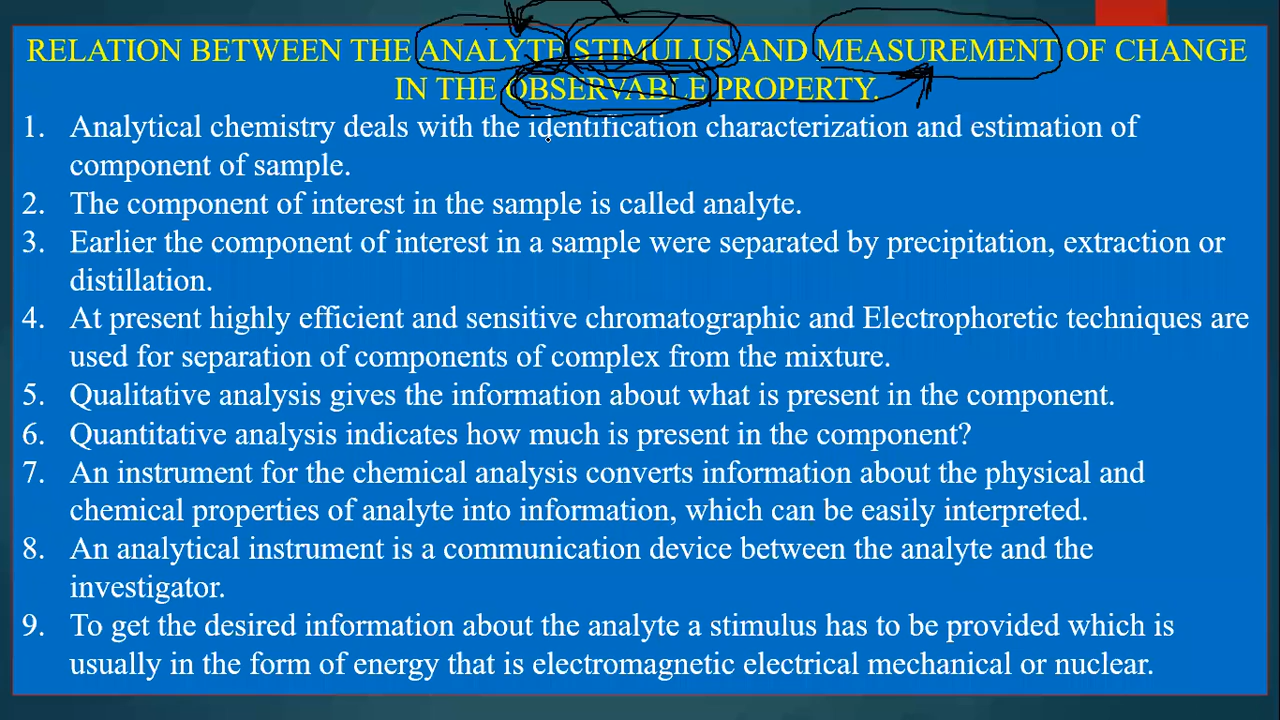 RELATION BETWEEN THE ANALYTE STIMULUS AND MEASUREMENT OF CHANGE
IN THE OBSERVABLE PROPERTY.
1. Analytical chemistry deals with the identification characterization and estimation of
component of sample.
2. The component of interest in the sample is called analyte.
3. Earlier the component of interest in a sample were separated by precipitation, extraction or
distillation.
4. At present highly efficient and sensitive chromatographic and Electrophoretic techniques are
used for separation of components of complex from the mixture.
5. Qualitative analysis gives the information about what is present in the component.
6. Quantitative analysis indicates how much is present in the component?
7. An instrument for the chemical analysis converts information about the physical and
chemical properties of analyte into information, which can be easily interpreted.
8. An analytical instrument is a communication device between the analyte and the
investigator.
9. To get the desired information about the analyte a stimulus has to be provided which is
usually in the form of energy that is electromagnetic electrical mechanical or nuclear.